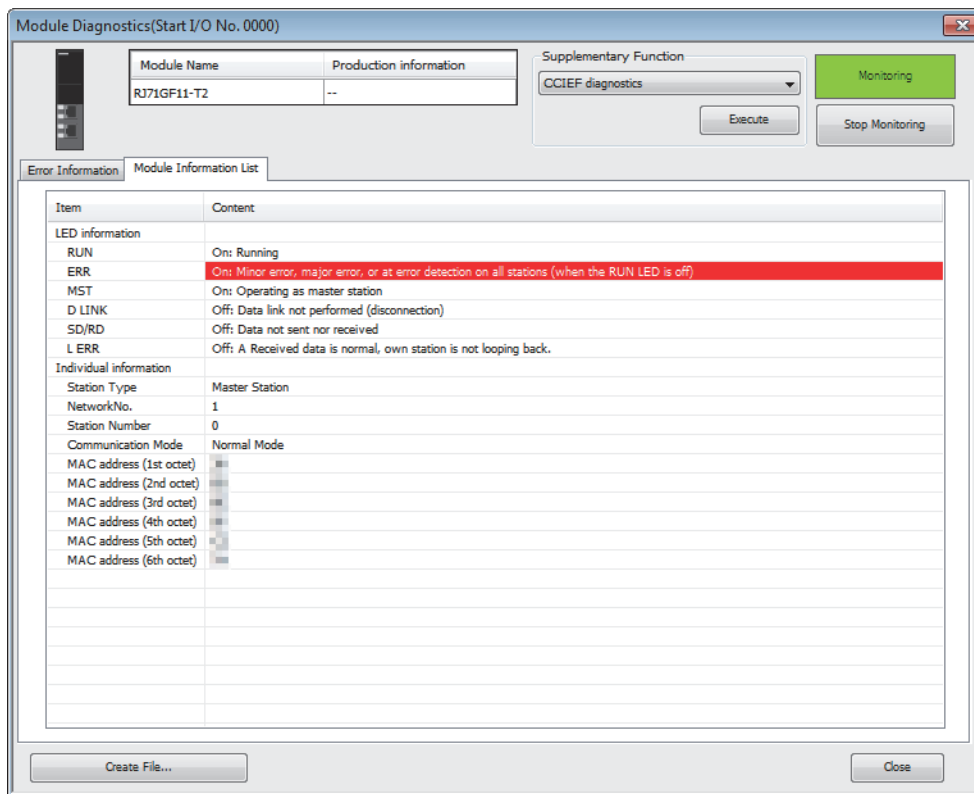 Module Diagnostics(Start I/O No. 0000)
Module Name Production information
RJ71GF11-T2 --
Supplementary Function
CCIEF diagnostics
Execute
Monitoring
Stop Monitoring
Error Information Module Information List
Item Content
LED information
RUN On: Running
ERR On: Minor error, major error, or at error detection on all stations (when the RUN LED is off)
MST On: Operating as master station
D LINK Off: Data link not performed (disconnection)
SD/RD Off: Data not sent nor received
L ERR Off: A Received data is normal, own station is not looping back.
Individual information
Station Type Master Station
NetworkNo. 1
Station Number 0
Communication Mode Normal Mode
MAC address (1st octet)
MAC address (2nd octet)
MAC address (3rd octet)
MAC address (4th octet)
MAC address (5th octet)
MAC address (6th octet)
Create File...
Close